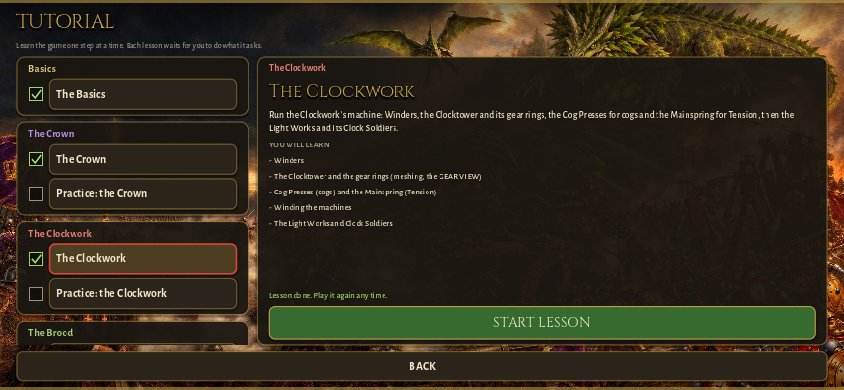 TUTORIAL
Learn the game one step at a time. Each lesson waits for you to do what it asks.
Basics
The Basics
The Crown
The Crown
Practice: the Crown
The Clockwork
The Clockwork
Practice: the Clockwork
The Brood
The Clockwork
THE CLOCKWORK
Run the Clockwork's machine: Winders, the Clocktower and its gear rings, the Cog Presses for cogs and the Mainspring for Tension, then the
Light Works and its Clock Soldiers.
YOU WILL LEARN
- Winders
- The Clocktower and the gear rings (meshing, the GEAR VIEW)
- Cog Presses (cogs) and the Mainspring (Tension)
- Winding the machines
- The Light Works and Clock Soldiers
Lesson done. Play it again any time.
START LESSON
BACK